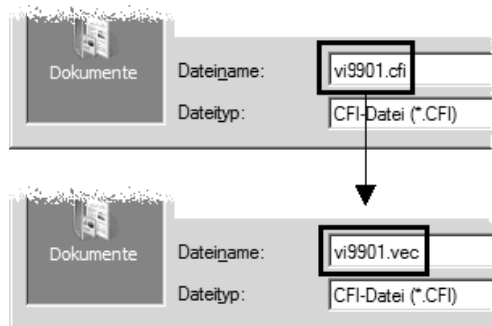 Dokumente Dateiname: vi9901.cfi
Dateityp: CFI-Datei (*.CFI)
Dokumente Dateiname: vi9901.vec
Dateityp: CFI-Datei (*.CFI)